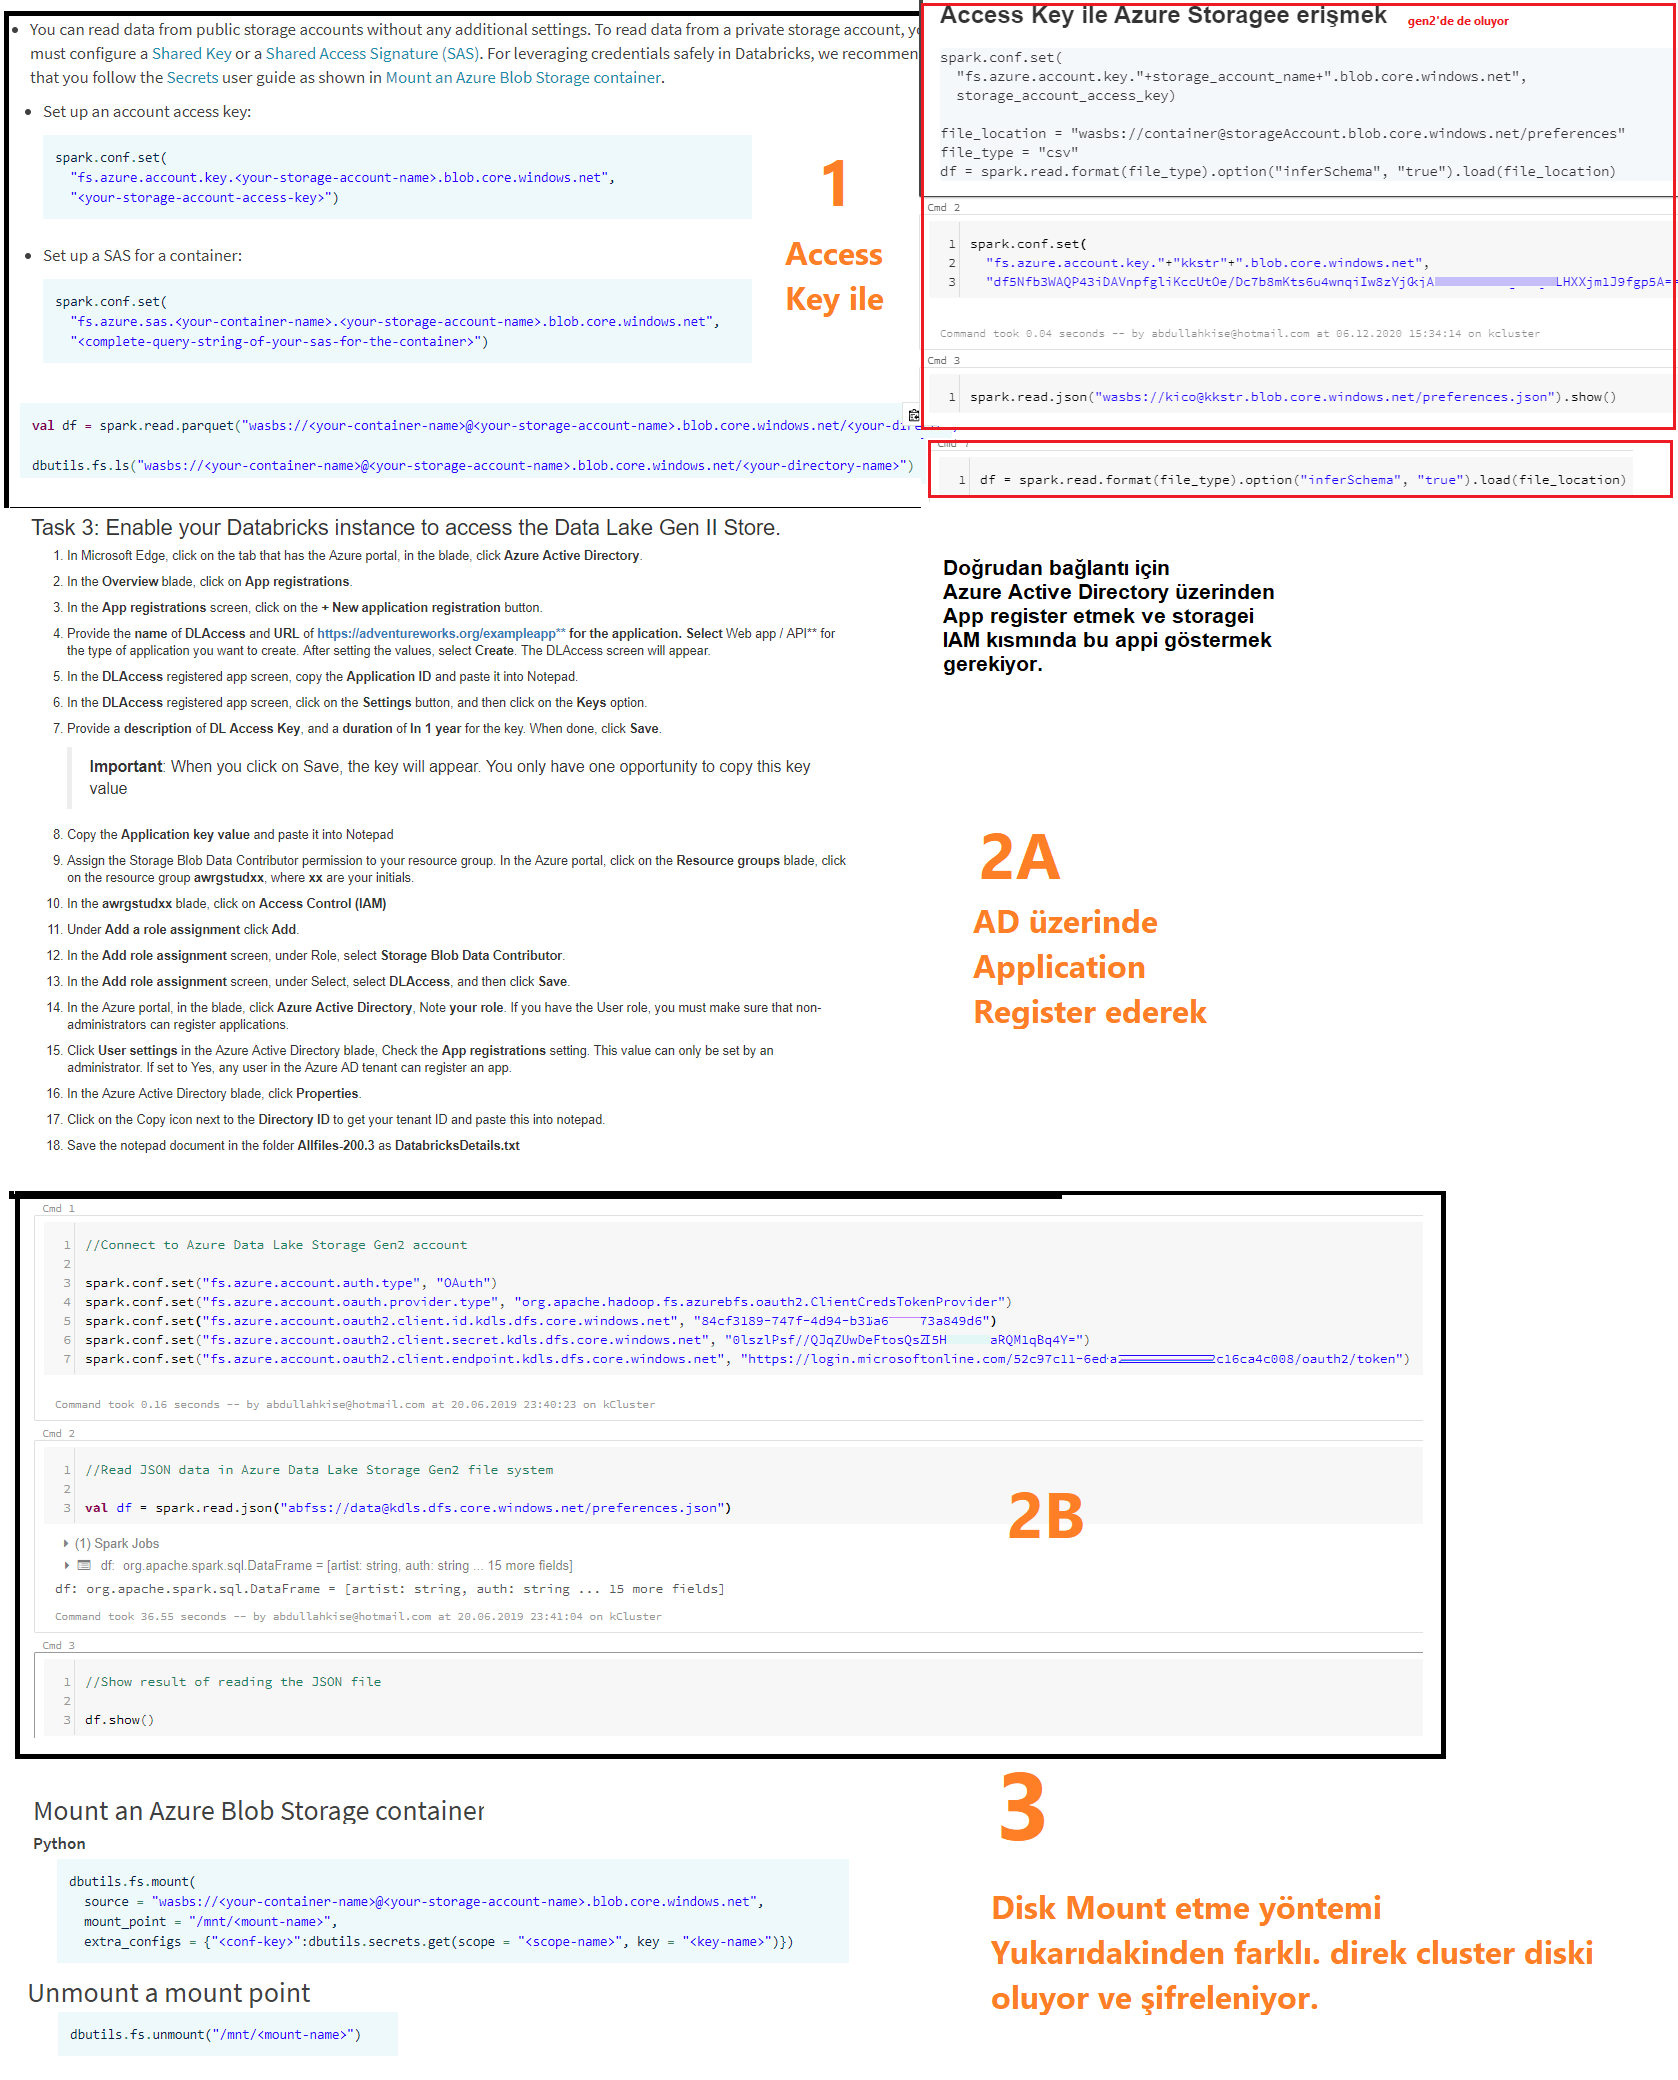 • You can read data from public storage accounts without any additional settings. To read data from a private storage account, yo
must configure a Shared Key or a Shared Access Signature (SAS). For leveraging credentials safely in Databricks, we recommen
that you follow the Secrets user guide as shown in Mount an Azure Blob Storage container.
• Set up an account access key:
spark.conf.set(
"fs.azure.account.key.<your-storage-account-name>.blob.core.windows.net",
"<your-storage-account-access-key>")
• Set up a SAS for a container:
spark.conf.set(
"fs.azure.sas.<your-container-name>.<your-storage-account-name>.blob.core.windows.net",
"<complete-query-string-of-your-sas-for-the-container>")
val df = spark.read.parquet("wasbs://<your-container-name>@<your-storage-account-name>.blob.core.windows.net/<your-dire
dbutils.fs.ls("wasbs://<your-container-name>@<your-storage-account-name>.blob.core.windows.net/<your-directory-name>")
1
Access
Key ile
Access Key ile Azure Storagee erişmek gen2'de de oluyor
spark.conf.set(
"fs.azure.account.key."+storage_account_name+".blob.core.windows.net",
storage_account_access_key)
file_location = "wasbs://container@storageAccount.blob.core.windows.net/preferences"
file_type = "csv"
df = spark.read.format(file_type).option("inferSchema", "true").load(file_location)
Cmd 2
1 spark.conf.set(
2 "fs.azure.account.key."+"kkstr"+".blob.core.windows.net",
3
Command took 0.04 seconds -- by abdullahkise@hotmail.com at 06.12.2020 15:34:14 on kcluster
Cmd 3
1 spark.read.json("wasbs://kico@kkstr.blob.core.windows.net/preferences.json").show()
Cmd 7
1 df = spark.read.format(file_type).option("inferSchema", "true").load(file_location)
Task 3: Enable your Databricks instance to access the Data Lake Gen II Store.
1. In Microsoft Edge, click on the tab that has the Azure portal, in the blade, click Azure Active Directory.
2. In the Overview blade, click on App registrations.
3. In the App registrations screen, click on the + New application registration button.
4. Provide the name of DLAccess and URL of https://adventureworks.org/exampleapp** for the application. Select Web app / API** for
the type of application you want to create. After setting the values, select Create. The DLAccess screen will appear.
5. In the DLAccess registered app screen, copy the Application ID and paste it into Notepad.
6. In the DLAccess registered app screen, click on the Settings button, and then click on the Keys option.
7. Provide a description of DL Access Key, and a duration of In 1 year for the key. When done, click Save.
Important: When you click on Save, the key will appear. You only have one opportunity to copy this key
value
8. Copy the Application key value and paste it into Notepad
9. Assign the Storage Blob Data Contributor permission to your resource group. In the Azure portal, click on the Resource groups blade, click
on the resource group awrgstudxx, where xx are your initials.
10. In the awrgstudxx blade, click on Access Control (IAM)
11. Under Add a role assignment click Add.
12. In the Add role assignment screen, under Role, select Storage Blob Data Contributor.
13. In the Add role assignment screen, under Select, select DLAccess, and then click Save.
14. In the Azure portal, in the blade, click Azure Active Directory, Note your role. If you have the User role, you must make sure that non-
administrators can register applications.
15. Click User settings in the Azure Active Directory blade, Check the App registrations setting. This value can only be set by an
administrator. If set to Yes, any user in the Azure AD tenant can register an app.
16. In the Azure Active Directory blade, click Properties.
17. Click on the Copy icon next to the Directory ID to get your tenant ID and paste this into notepad.
18. Save the notepad document in the folder Allfiles-200.3 as DatabricksDetails.txt
Doğrudan bağlantı için
Azure Active Directory üzerinden
App register etmek ve storagei
IAM kısmında bu appi göstermek
gerekiyor.
2A
AD üzerinde
Application
Register ederek
Cmd 1
1 //Connect to Azure Data Lake Storage Gen2 account
2
3 spark.conf.set("fs.azure.account.auth.type", "OAuth")
4 spark.conf.set("fs.azure.account.oauth.provider.type", "org.apache.hadoop.fs.azurebfs.oauth2.ClientCredsTokenProvider")
5 spark.conf.set("fs.azure.account.oauth2.client.id.kdls.dfs.core.windows.net", "84cf3189-747f-4d94-b31a6 73a849d6")
6 spark.conf.set("fs.azure.account.oauth2.client.secret.kdls.dfs.core.windows.net",
7 spark.conf.set("fs.azure.account.oauth2.client.endpoint.kdls.dfs.core.windows.net", "https://login.microsoftonline.com/52c97c11-6ed c16ca4c008/oauth2/token")
Command took 0.16 seconds -- by abdullahkise@hotmail.com at 20.06.2019 23:40:23 on kCluster
Cmd 2
1 //Read JSON data in Azure Data Lake Storage Gen2 file system
2
3 val df = spark.read.json("abfss://data@kdls.dfs.core.windows.net/preferences.json")
(1) Spark Jobs
df: org.apache.spark.sql.DataFrame = [artist: string, auth: string ... 15 more fields]
df: org.apache.spark.sql.DataFrame = [artist: string, auth: string ... 15 more fields]
Command took 36.55 seconds -- by abdullahkise@hotmail.com at 20.06.2019 23:41:04 on kCluster
2B
Cmd 3
1 //Show result of reading the JSON file
2
3 df.show()
Mount an Azure Blob Storage container
Python
dbutils.fs.mount(
source = "wasbs://<your-container-name>@<your-storage-account-name>.blob.core.windows.net",
mount_point = "/mnt/<mount-name>",
extra_configs = {"<conf-key>":dbutils.secrets.get(scope = "<scope-name>", key = "<key-name>")})
Unmount a mount point
dbutils.fs.unmount("/mnt/<mount-name>")
3
Disk Mount etme yöntemi
Yukarıdakinden farklı. direk cluster diski
oluyor ve şifreleniyor.